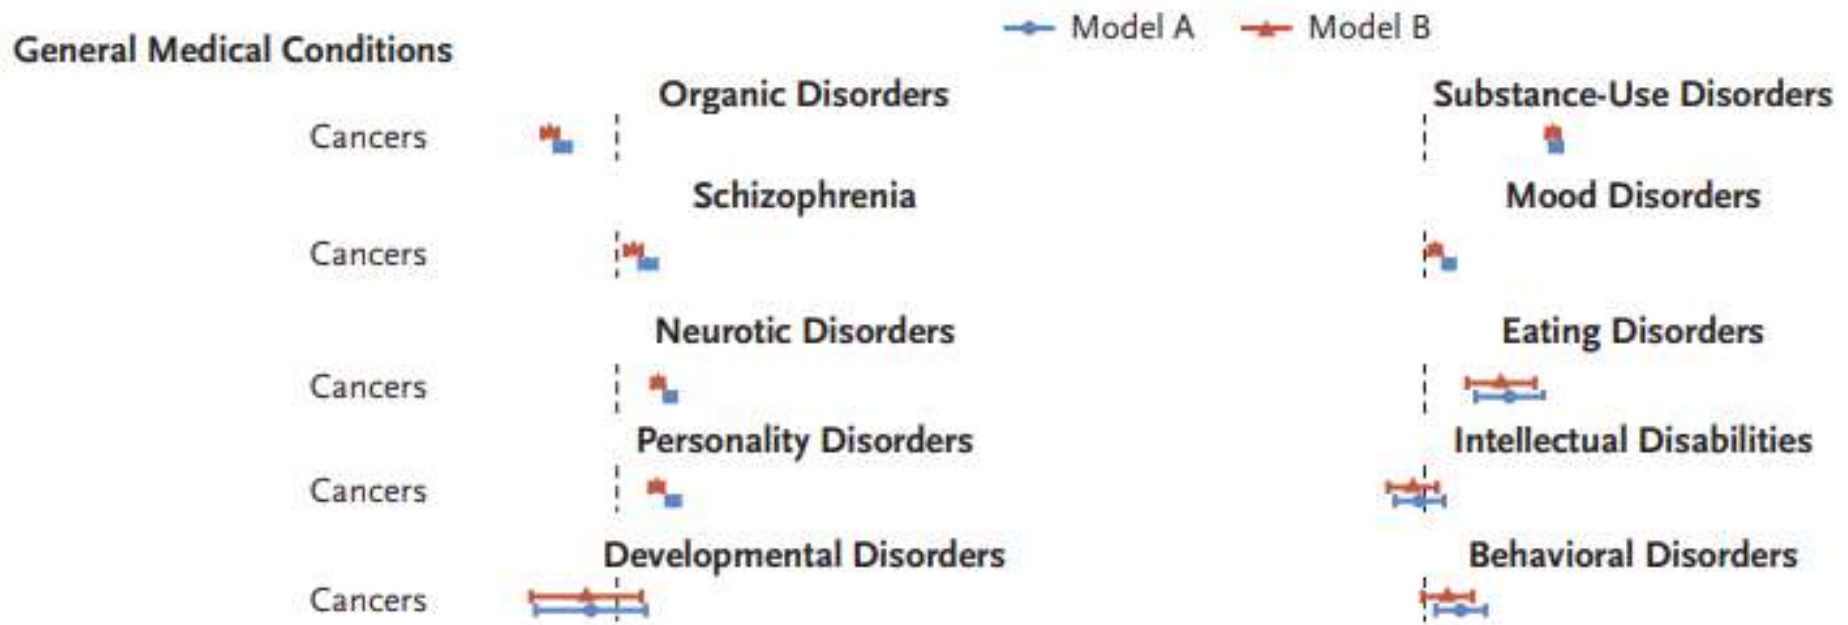 Model A Model B
General Medical Conditions
Organic Disorders Substance-Use Disorders
Cancers
Schizophrenia Mood Disorders
Cancers
Neurotic Disorders Eating Disorders
Cancers
Personality Disorders Intellectual Disabilities
Cancers
Developmental Disorders Behavioral Disorders
Cancers